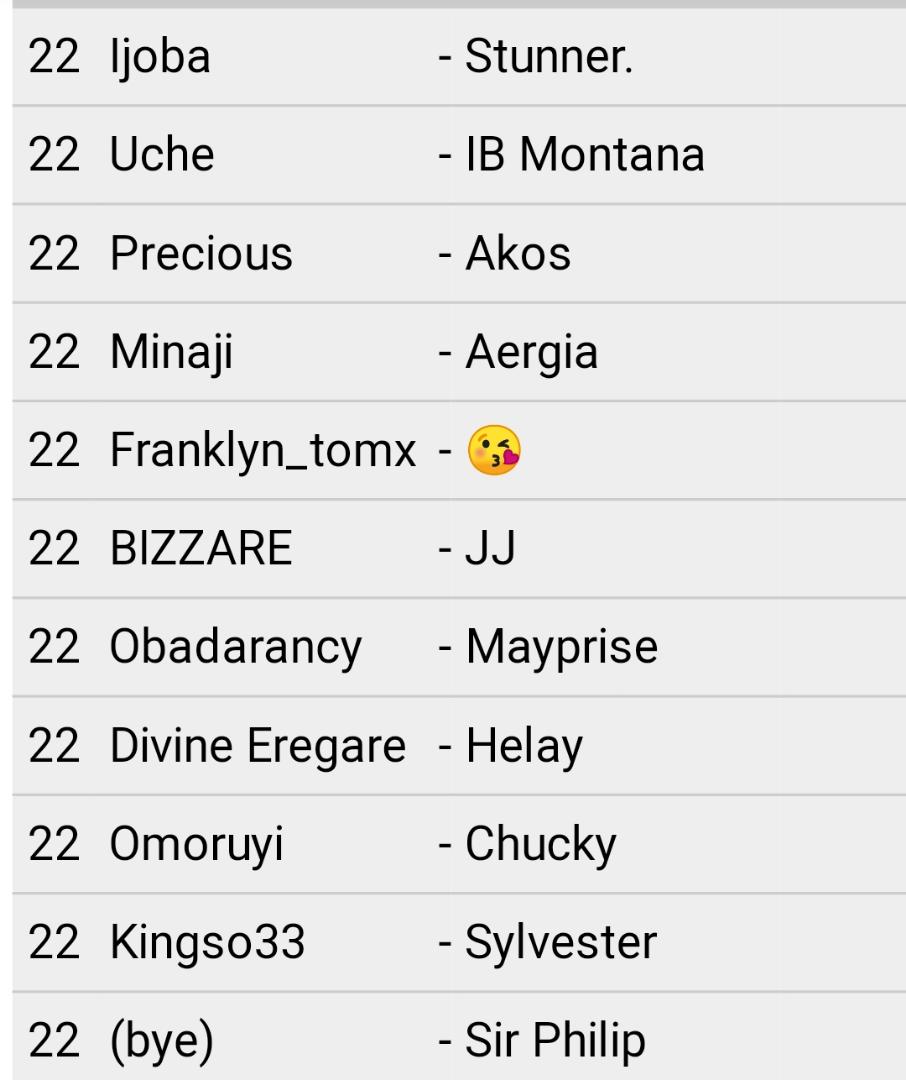 22 Ijoba - Stunner.
22 Uche - IB Montana
22 Precious - Akos
22 Minaji - Aergia
22 Franklyn_tomx - 😘
22 BIZZARE - JJ
22 Obadarancy - Mayprise
22 Divine Eregare - Helay
22 Omoruyi - Chucky
22 Kingso33 - Sylvester
22 (bye) - Sir Philip